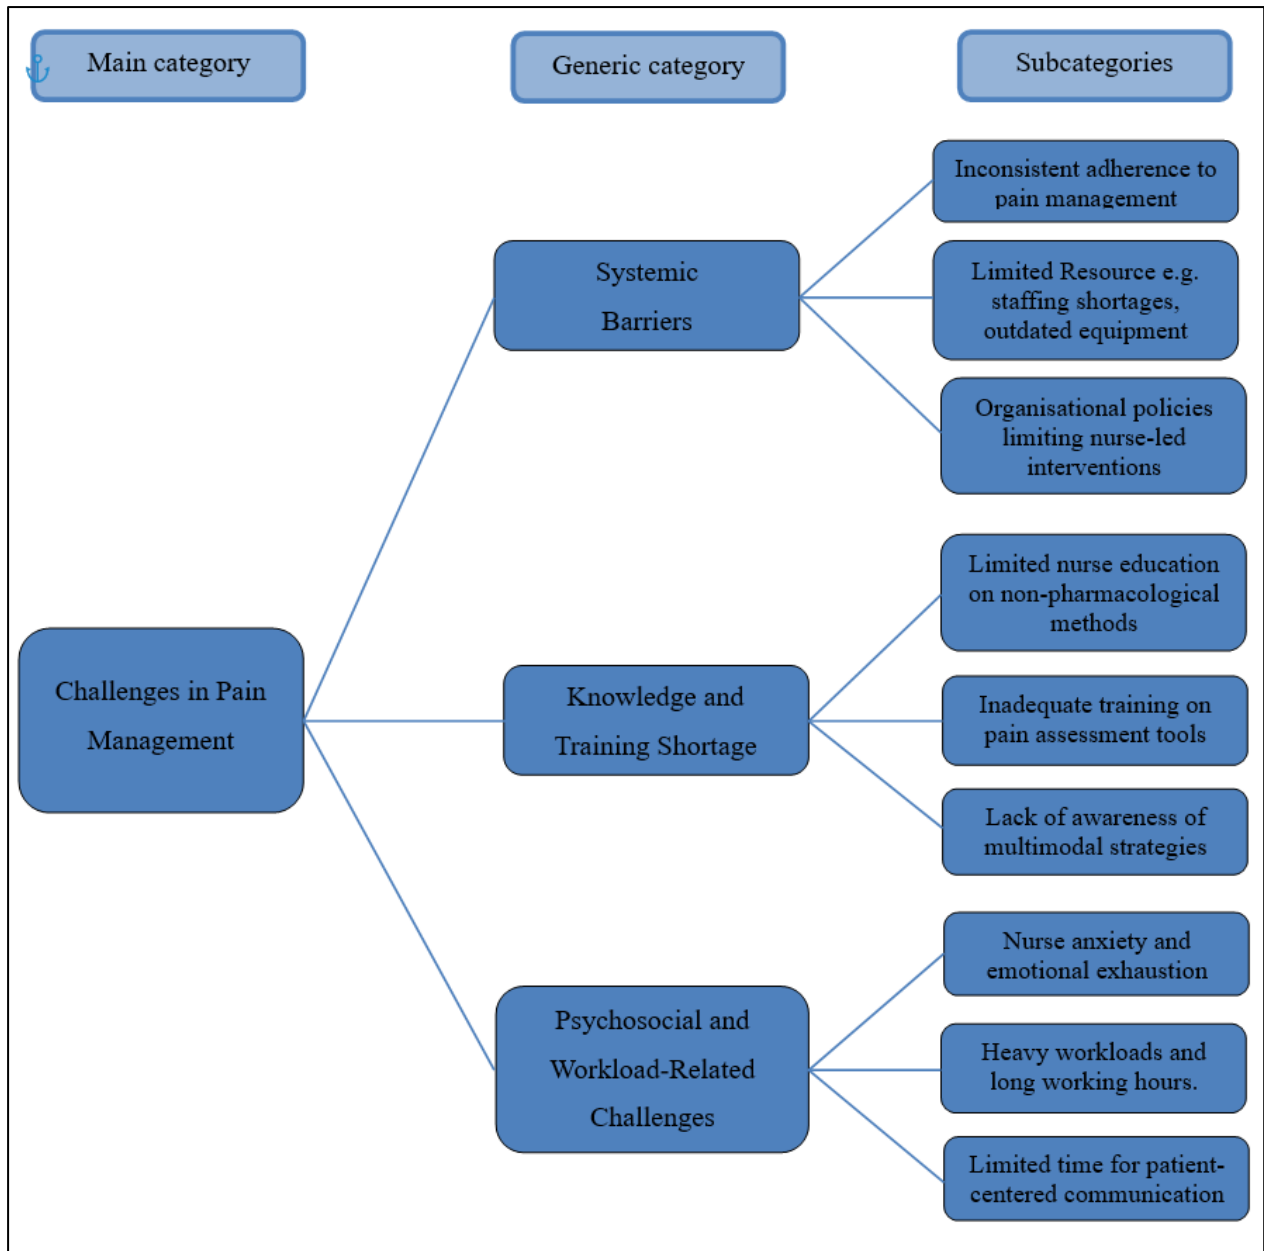 Main category
Generic category
Subcategories
Inconsistent adherence to
pain management
Systemic
Barriers
Limited Resource e.g.
staffing shortages,
outdated equipment
Organisational policies
limiting nurse-led
interventions
Challenges in Pain
Management
Knowledge and
Training Shortage
Limited nurse education
on non-pharmacological
methods
Inadequate training on
pain assessment tools
Lack of awareness of
multimodal strategies
Psychosocial and
Workload-Related
Challenges
Nurse anxiety and
emotional exhaustion
Heavy workloads and
long working hours.
Limited time for patient-
centered communication